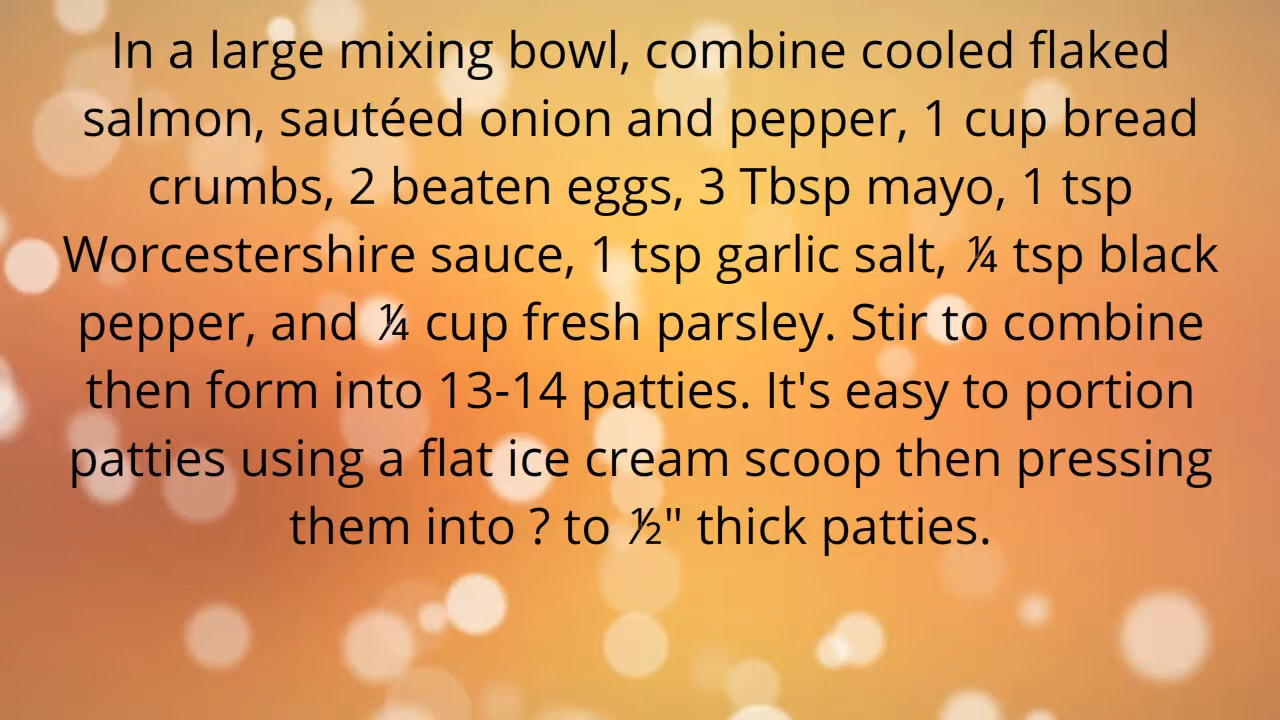 In a large mixing bowl, combine cooled flaked
salmon, sautéed onion and pepper, 1 cup bread
crumbs, 2 beaten eggs, 3 Tbsp mayo, 1 tsp
Worcestershire sauce, 1 tsp garlic salt, ¼ tsp black
pepper, and ¼ cup fresh parsley. Stir to combine
then form into 13-14 patties. It's easy to portion
patties using a flat ice cream scoop then pressing
them into ? to ½" thick patties.